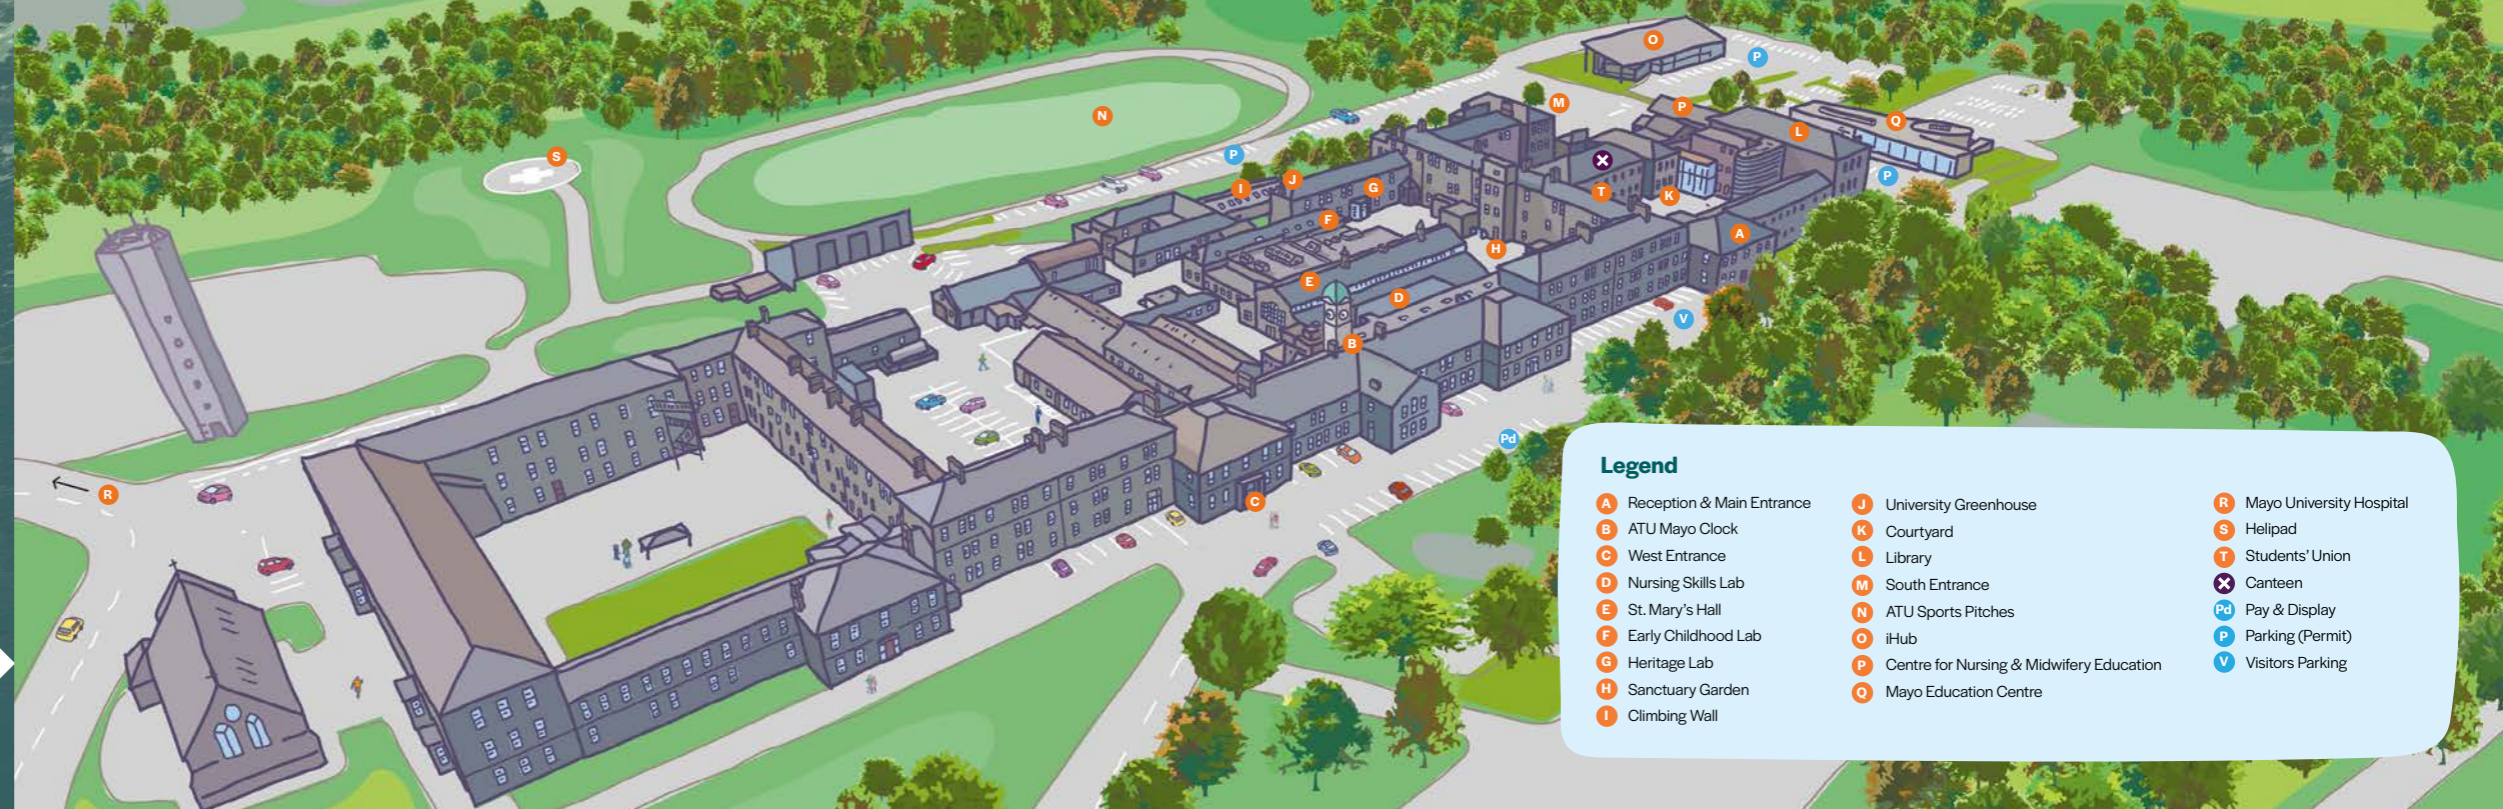 O
P
N
M
P
L
Q
S
P
J
I
G
T
K
P
F
A
H
E
D
V
B
Pd
R
C
Legend
A Reception & Main Entrance
B ATU Mayo Clock
C West Entrance
D Nursing Skills Lab
E St. Mary's Hall
F Early Childhood Lab
G Heritage Lab
H Sanctuary Garden
I Climbing Wall
J University Greenhouse
K Courtyard
L Library
M South Entrance
N ATU Sports Pitches
O iHub
P Centre for Nursing & Midwifery Education
Q Mayo Education Centre
R Mayo University Hospital
S Helipad
T Students' Union
Canteen
Pd Pay & Display
P Parking (Permit)
V Visitors Parking